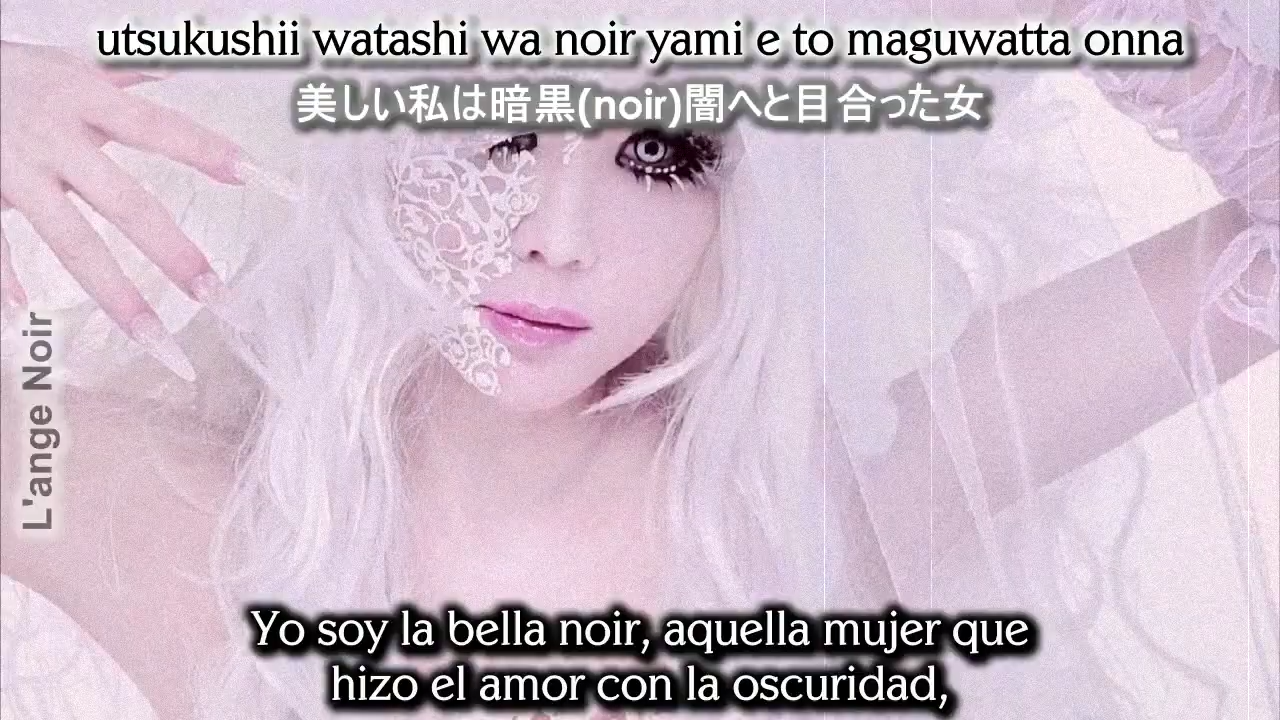 utsukushii watashi wa noir yami e to maguwatta onna
美しい私は暗黒(noir)闇へと目合った女
L'ange Noir
Yo soy la bella noir, aquella mujer que
hizo el amor con la oscuridad,